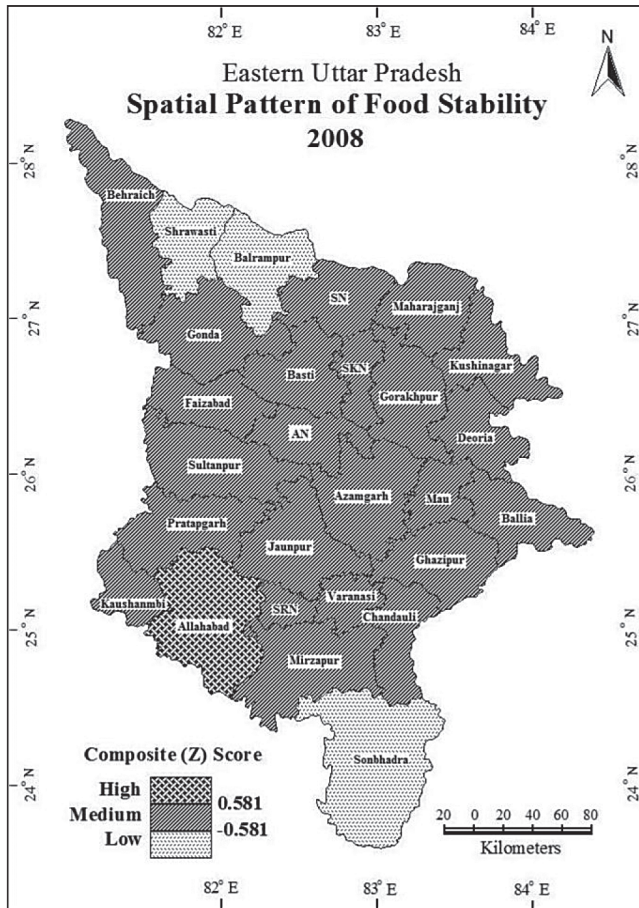 82° E 83° E 84° E
N
Eastern Uttar Pradesh
Spatial Pattern of Food Stability
2008
28° N 28° N
Behraich
Shrawasti
Balrampur
SN
Maharajganj
27° N 27° N
Gonda
Basti
SKN
Kushinagar
Faizabad
Gorakhpur
AN
Deoria
Sultanpur
26° N 26° N
Azamgarh
Mau
Ballia
Pratapgarh
Jaunpur
Ghazipur
Kaushanmbi
SRN
Varanasi
Chandauli
Allahabad
25° N 25° N
Mirzapur
Sonbhadra
Composite (Z) Score
High
0.581
Medium
-0.581
Low
24° N 24° N
20 0 20 40 60 80
Kilometers
82° E 83° E 84° E